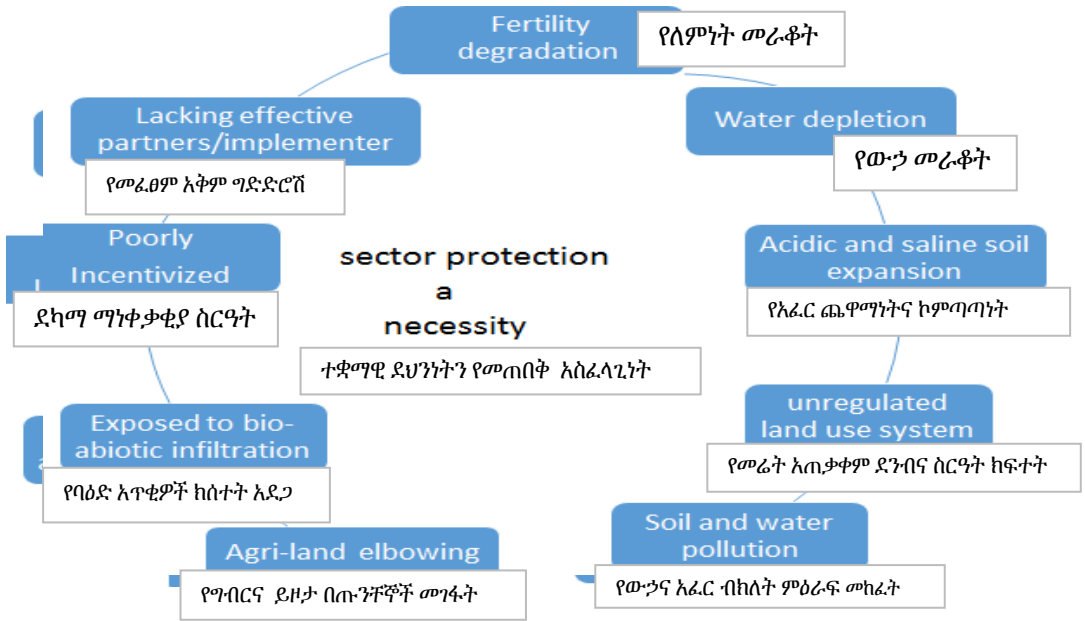 Fertility
degradation
የለምነት መራቆት
Water depletion
የውኃ መራቆት
Acidic and saline soil
expansion
የአፈር ጨዋማነትና ኮምጣጣነት
unregulated
land use system
የመሬት አጠቃቀም ደንብና ስርዓት ክፍተት
Soil and water
pollution
የውኃና አፈር ብክለት ምዕራፍ መከፈት
Agri-land elbowing
የግብርና ይዞታ በጡንቸኞች መገፋት
Exposed to bio-
abiotic infiltration
የባዕድ አጥቂዎች ክስተት አደጋ
Poorly
Incentivized
ደካማ ማነቀቃቂያ ስርዓት
Lacking effective
partners/implementer
የመፈፀም አቅም ግድድሮሽ
sector protection
a
necessity
ተቋማዊ ደህንነትን የመጠበቅ አስፈላጊነት